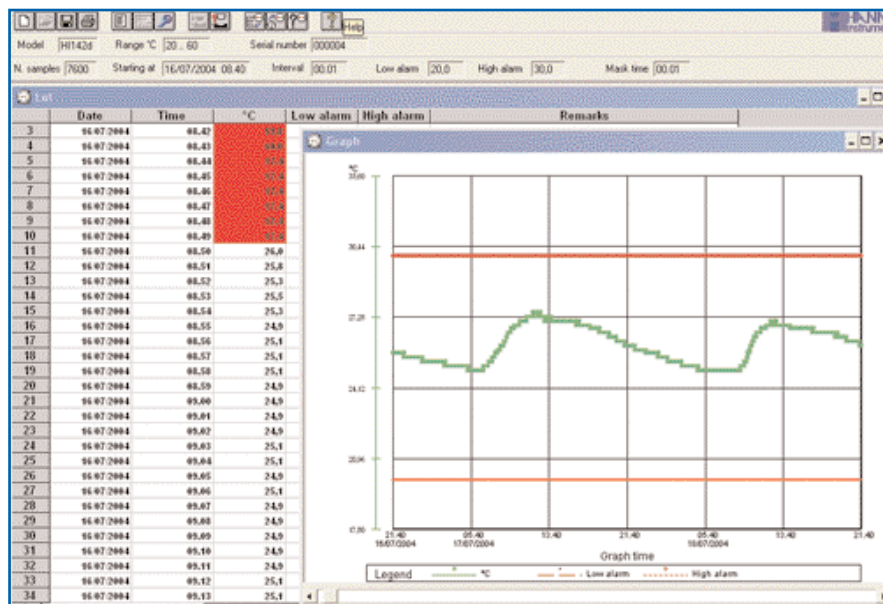 Help
HANN
Instrume
Model HI142d Range °C 20 .. 60 Serial number 000004
N. samples 7600 Starting at 16/07/2004 08.40 Interval 00.01 Low alarm 20,0 High alarm 30,0 Mask time 00.01
Lot
Date Time °C Low alarm High alarm Remarks
3 16/07/2004 08.42
4 16/07/2004 08.43
5 16/07/2004 08.44
6 16/07/2004 08.45
7 16/07/2004 08.46
8 16/07/2004 08.47
9 16/07/2004 08.48
10 16/07/2004 08.49
11 16/07/2004 08.50 26,0
12 16/07/2004 08.51 25,8
13 16/07/2004 08.52 25,3
14 16/07/2004 08.53 25,5
15 16/07/2004 08.54 25,3
16 16/07/2004 08.55 24,9
17 16/07/2004 08.56 25,1
18 16/07/2004 08.57 25,1
19 16/07/2004 08.58 25,1
20 16/07/2004 08.59 24,9
21 16/07/2004 09.00 24,9
22 16/07/2004 09.01 24,9
23 16/07/2004 09.02 24,9
24 16/07/2004 09.03 25,1
25 16/07/2004 09.04 25,1
26 16/07/2004 09.05 24,9
27 16/07/2004 09.06 25,1
28 16/07/2004 09.07 24,9
29 16/07/2004 09.08 24,9
30 16/07/2004 09.09 24,9
31 16/07/2004 09.10 24,9
32 16/07/2004 09.11 24,9
33 16/07/2004 09.12 25,1
34 16/07/2004 09.13 25,1
Graph
°C
21.40 05.40 13.40 21.40 05.40 13.40 21.40
17/07/2004
Graph time
Legend °C Low alarm High alarm